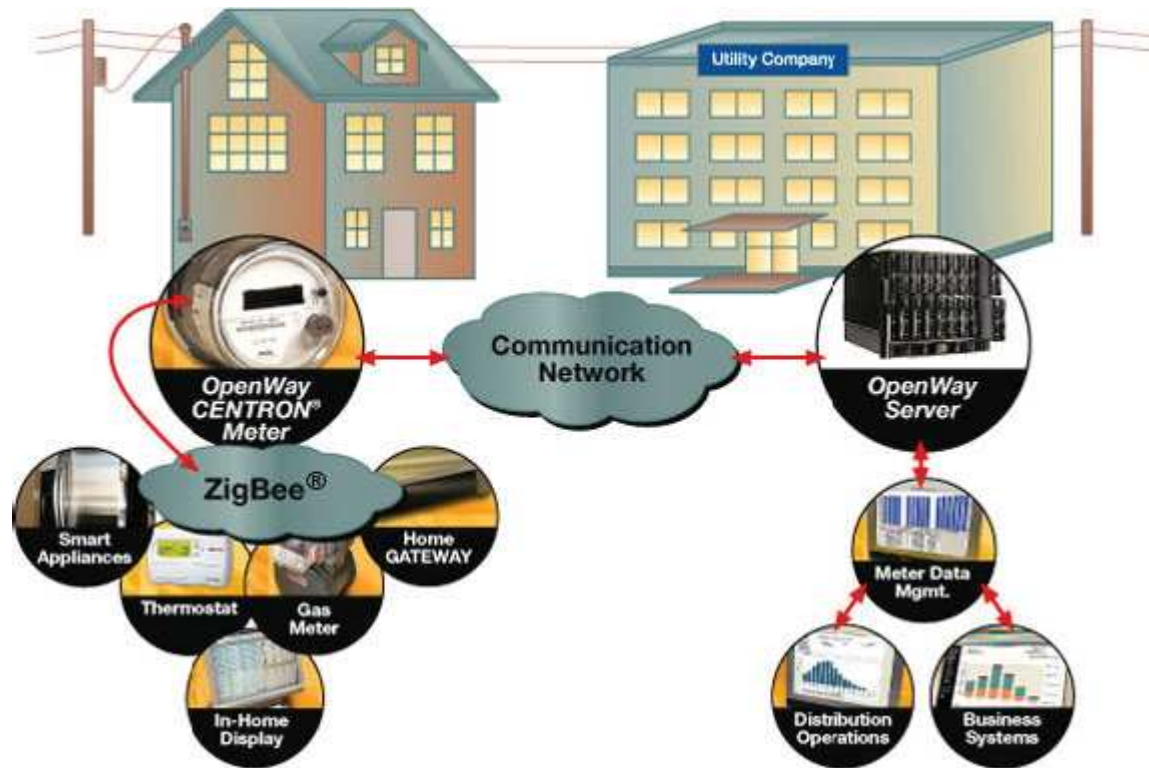 Utility Company
OpenWay
CENTRON®
Meter
Communication
Network
OpenWay
Server
ZigBee®
Smart
Appliances
Thermostat
Gas
Meter
Home
GATEWAY
In-Home
Display
Meter Data
Mgmt.
Distribution
Operations
Business
Systems